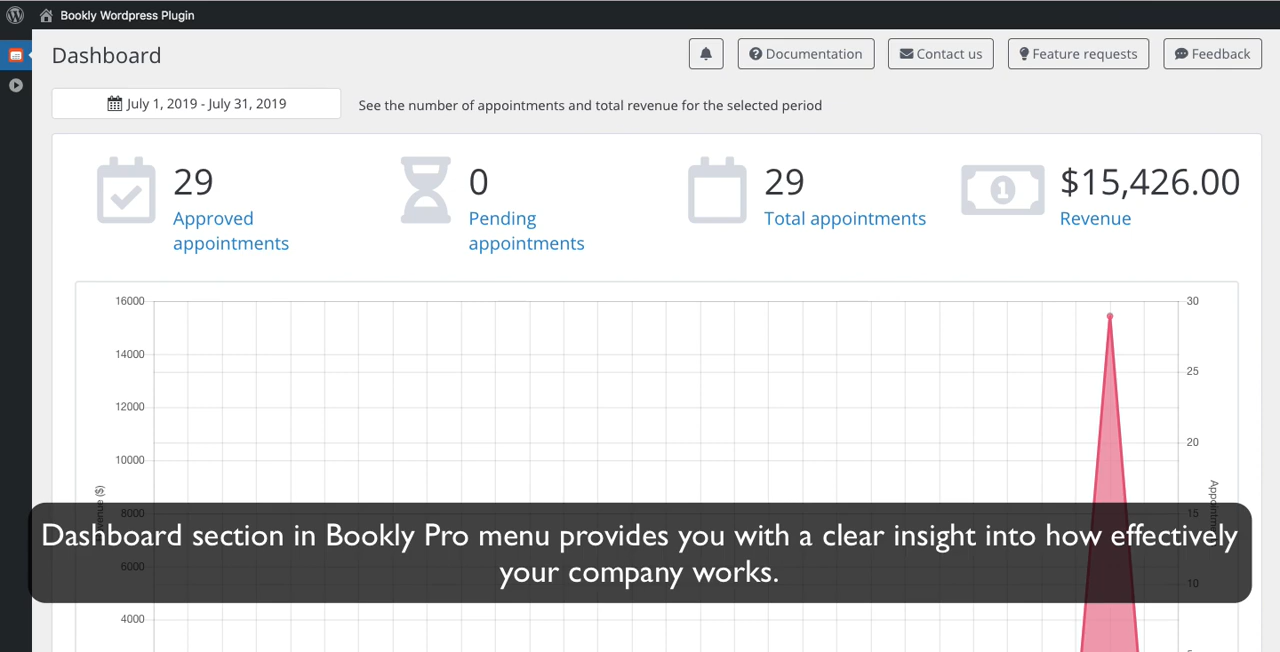 Bookly Wordpress Plugin
Dashboard
Documentation
Contact us
Feature requests
Feedback
July 1, 2019 - July 31, 2019
See the number of appointments and total revenue for the selected period
29
Approved
appointments
0
Pending
appointments
29
Total appointments
1
$15,426.00
Revenue
16000
30
14000
25
12000
20
10000
8000
15
Dashboard section in Bookly Pro menu provides you with a clear insight into how effectively
your company works.
6000
10
4000